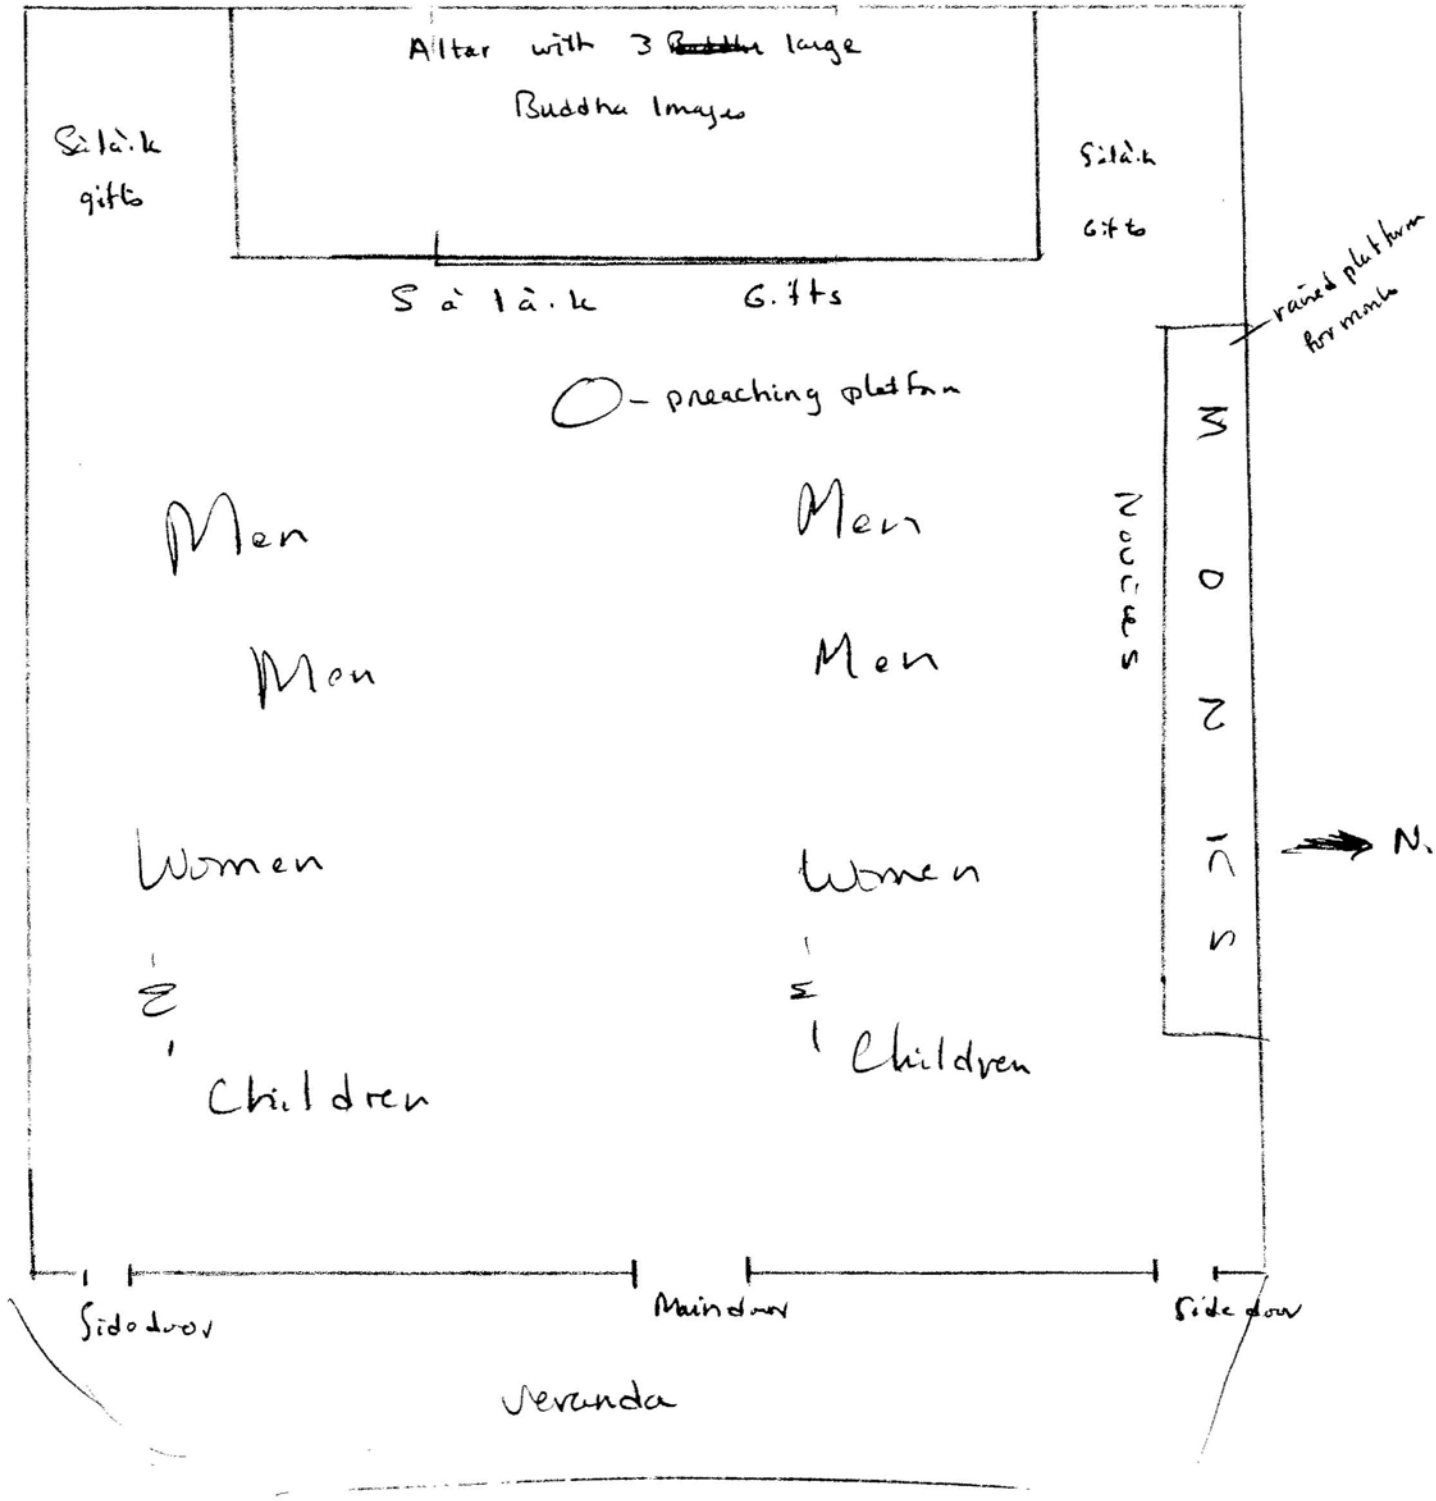 Altar with 3 large
Buddha Images
Sàlà.k
gifts
Sàlà.k
Gifts
Sàlà.k Gifts
raised platform
for monks
preaching platform
Men Men
Men Men
Novices
MONKS
Women Women
N.
Children Children
Side door Main door Side door
Veranda